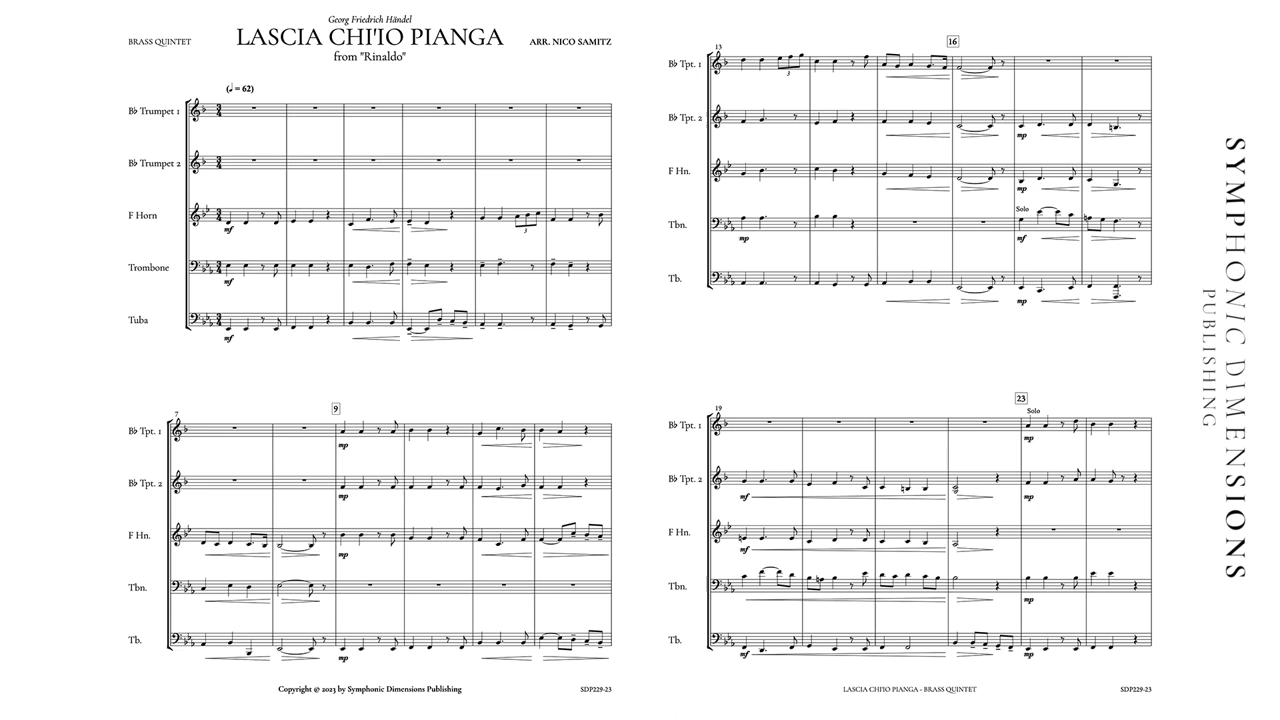 Georg Friedrich Händel
BRASS QUINTET
LASCIA CHI'IO PIANGA
ARR. NICO SAMITZ
from "Rinaldo"
(♩ = 62)
B♭ Trumpet 1
B♭ Trumpet 2
F Horn
mf
3
Trombone
mf
Tuba
mf
7
9
B♭ Tpt. 1
mp
B♭ Tpt. 2
mp
F Hn.
mp
Tbn.
Tb.
mp
Copyright @ 2023 by Symphonic Dimensions Publishing
SDP229-23
13
16
B♭ Tpt. 1
3
B♭ Tpt. 2
mp
F Hn.
mp
Solo
Tbn.
mp
mf
Tb.
mp
19
23
Solo
B♭ Tpt. 1
mp
B♭ Tpt. 2
mf
mp
F Hn.
mf
Tbn.
mp
Tb.
mf
mp
LASCIA CHI'IO PIANGA - BRASS QUINTET
SDP229-23
SYMPHONIC DIMENSIONS
PUBLISHING